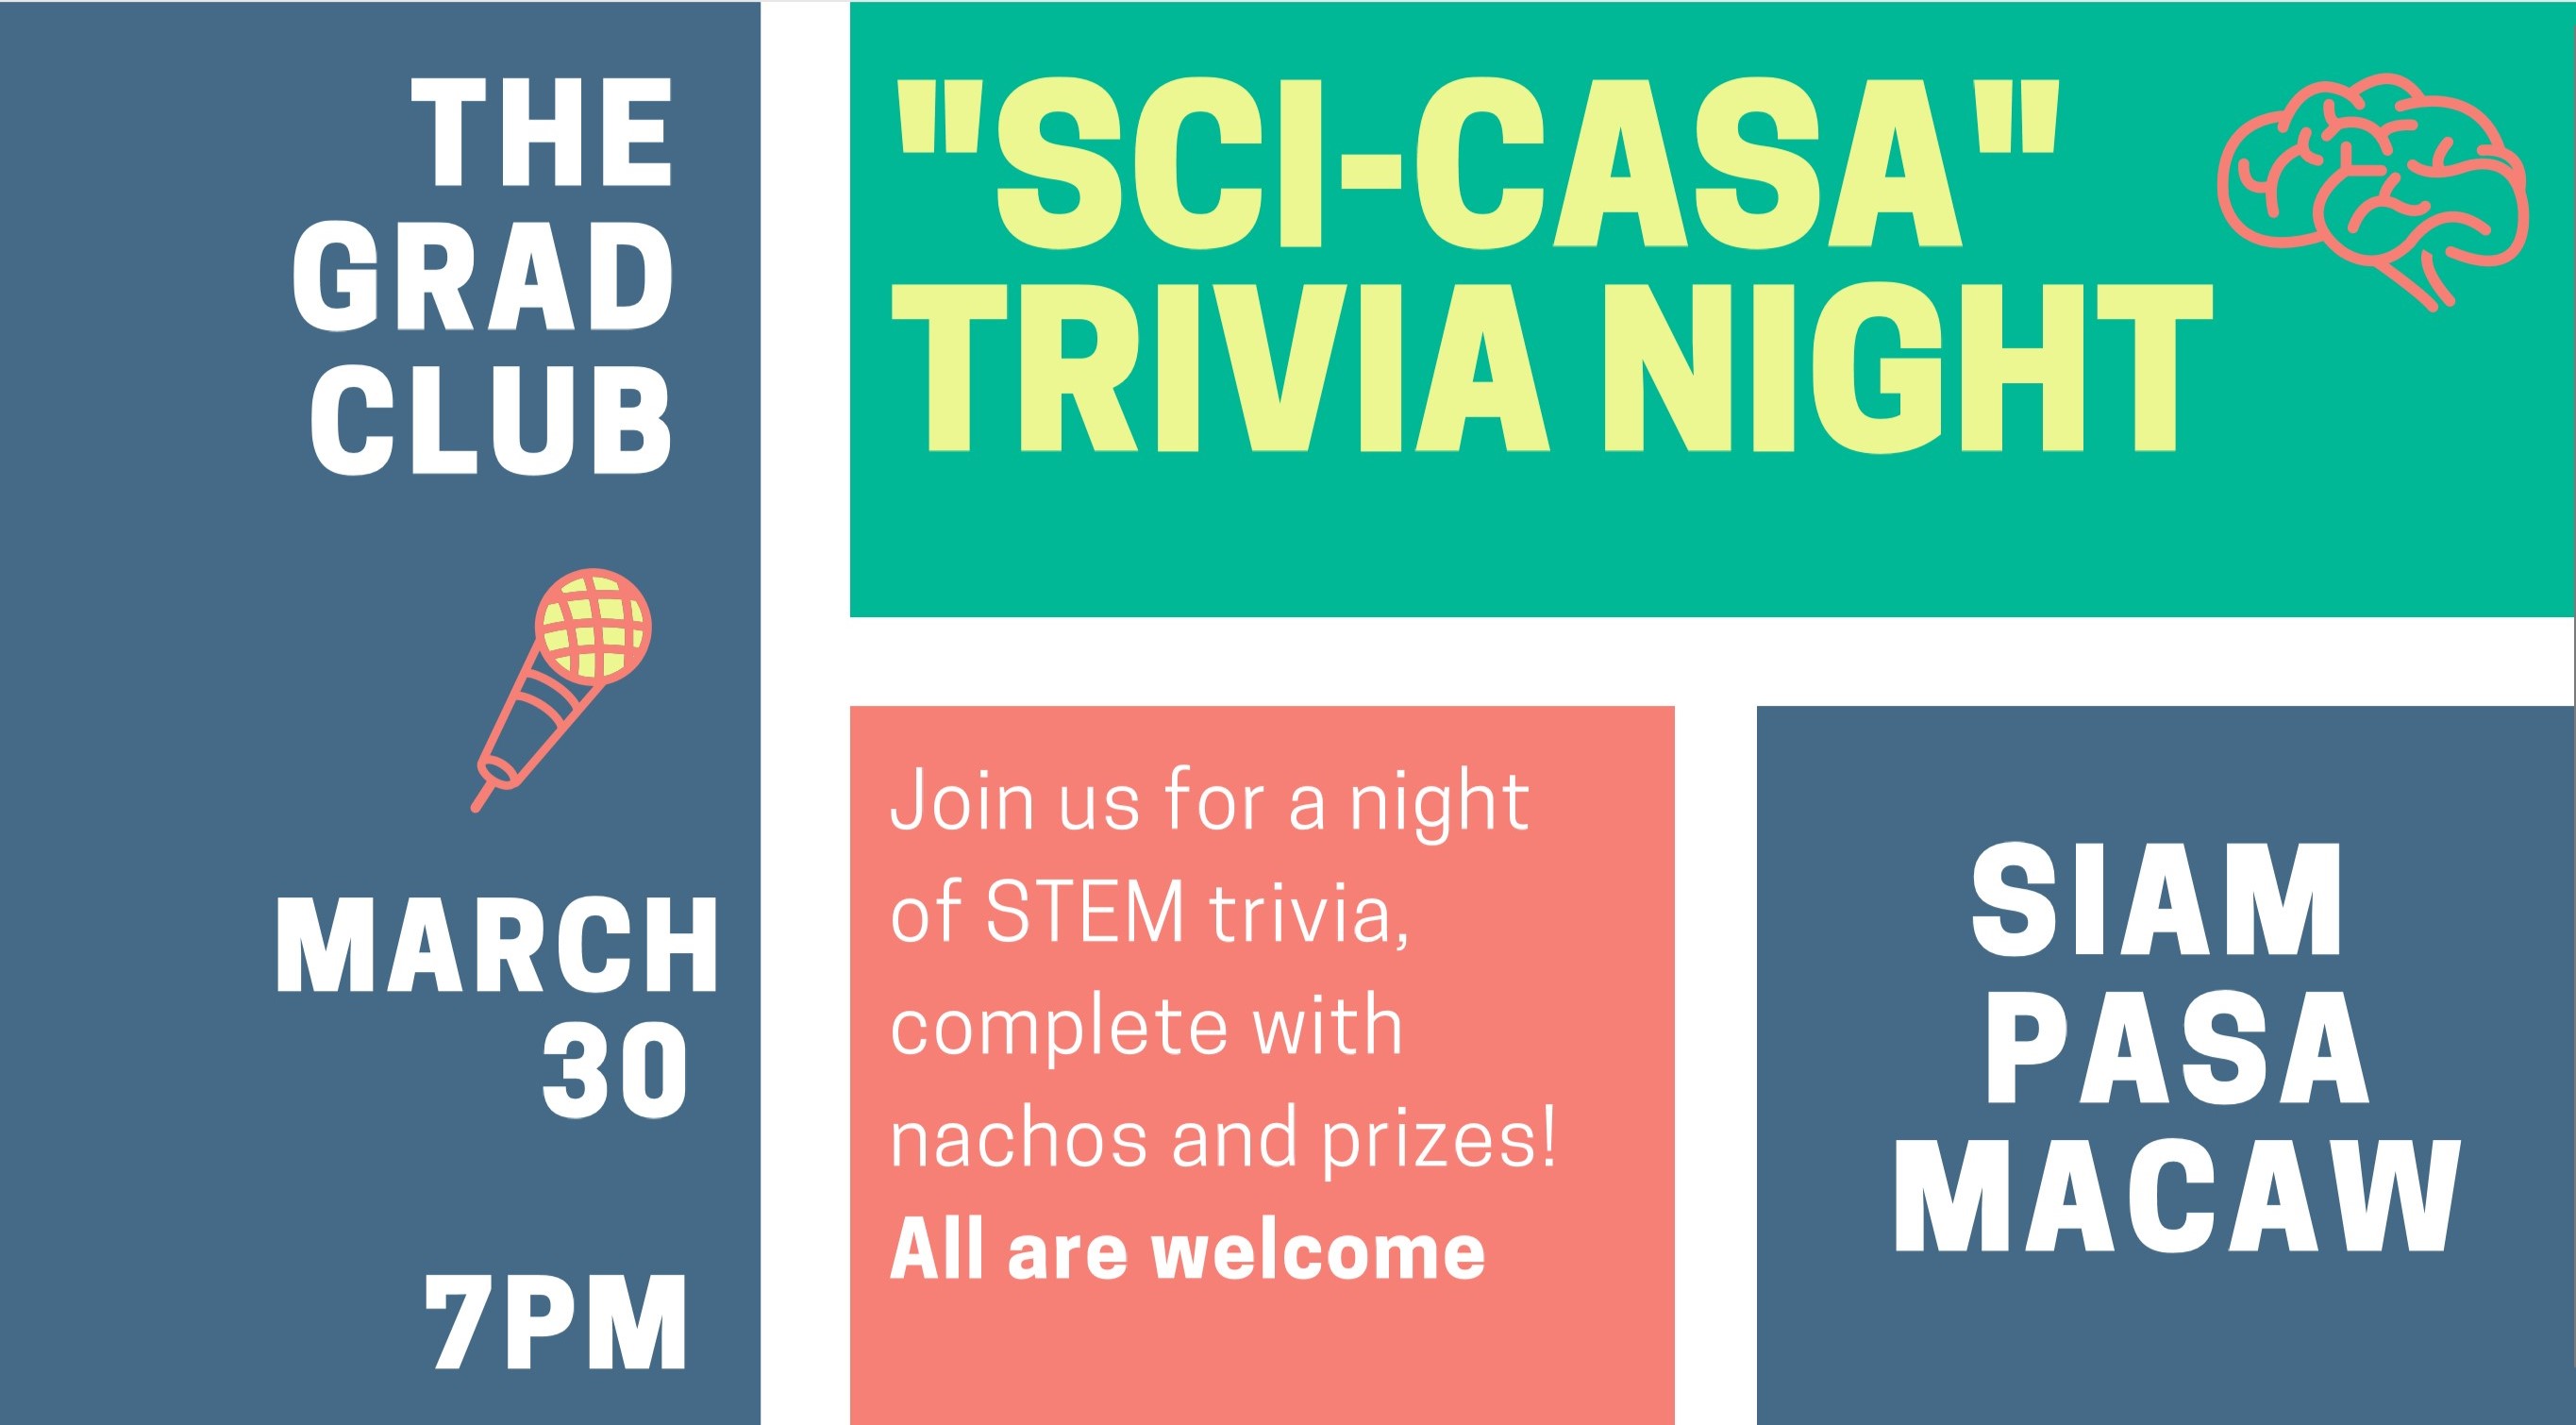 THE
GRAD
CLUB
MARCH
30
7PM
"SCI-CASA"
TRIVIA NIGHT
Join us for a night
of STEM trivia,
complete with
nachos and prizes!
All are welcome
SIAM
PASA
MACAW